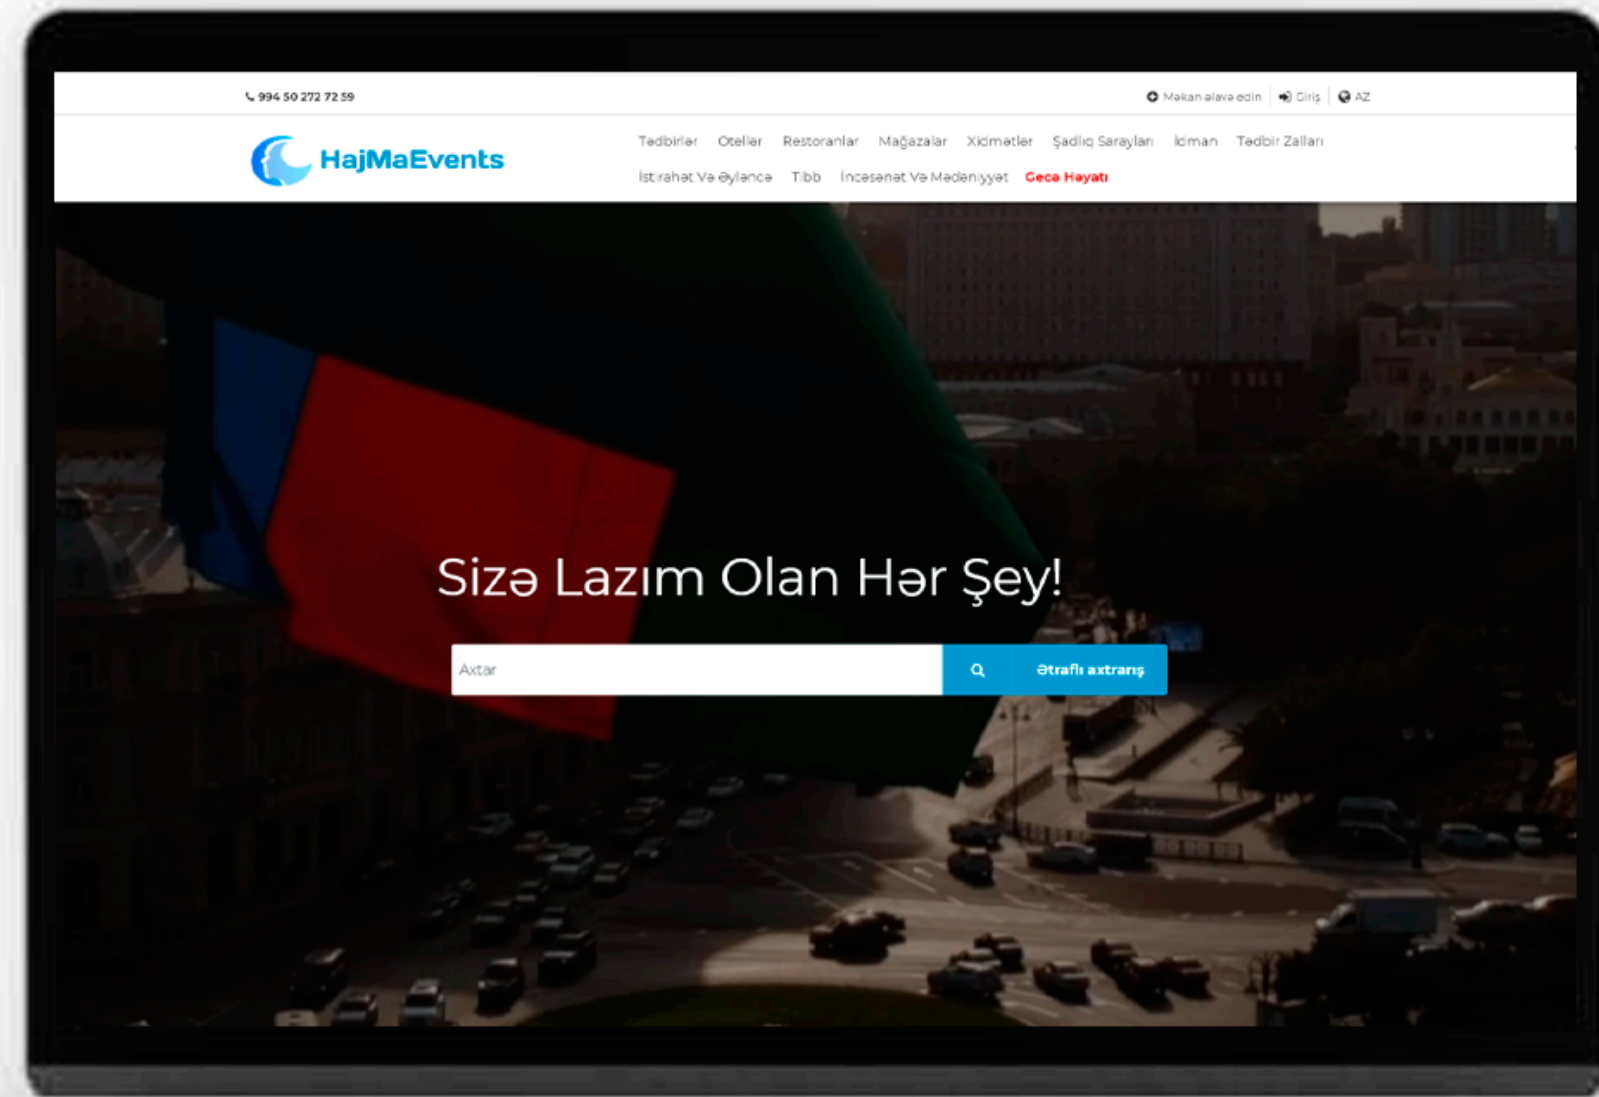 994 50 272 72 59
Məkan əlavə edin Giriş AZ
HajMaEvents
Tədbirlər Otellər Restoranlar Mağazalar Xidmətlər Şadlıq Sarayları İdman Tədbir Zalları
İstirahət Və Əyləncə Tibb İncəsənət Və Mədəniyyət Gecə Həyatı
Sizə Lazım Olan Hər Şey!
Axtar
Ətraflı axtrarış